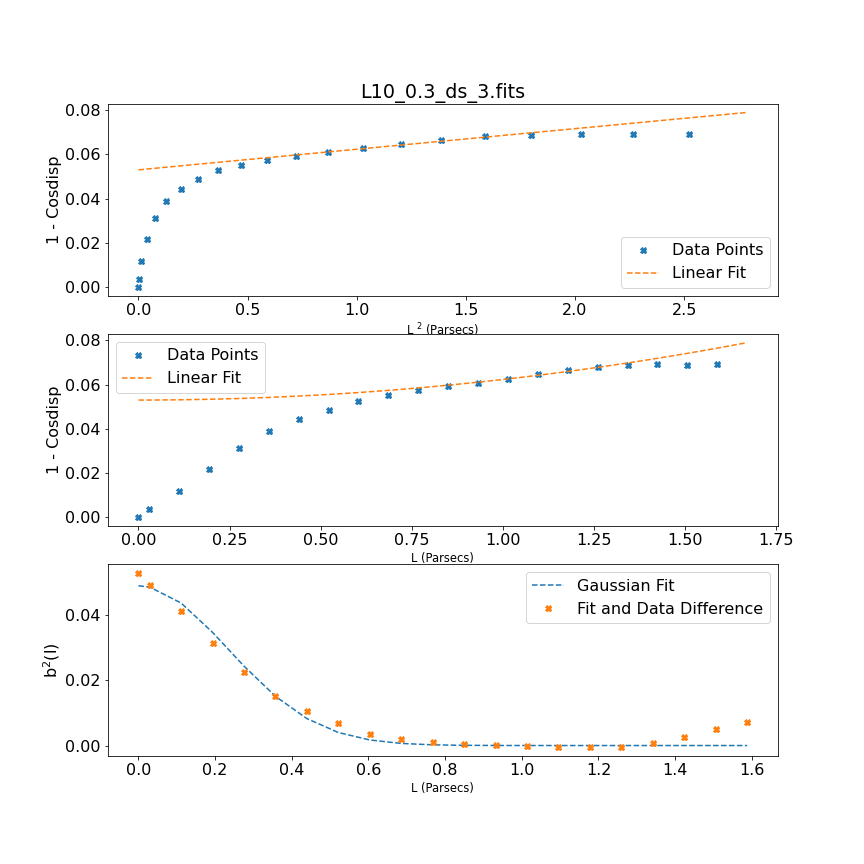 L10_0.3_ds_3.fits
0.08
0.06
0.04
0.02
0.00
1 - Cosdisp
Data Points
Linear Fit
0.0 0.5 1.0 1.5 2.0 2.5
L ² (Parsecs)
0.08
0.06
0.04
0.02
0.00
1 - Cosdisp
Data Points
Linear Fit
0.00 0.25 0.50 0.75 1.00 1.25 1.50 1.75
L (Parsecs)
0.04
0.02
0.00
b²(l)
Gaussian Fit
Fit and Data Difference
0.0 0.2 0.4 0.6 0.8 1.0 1.2 1.4 1.6
L (Parsecs)